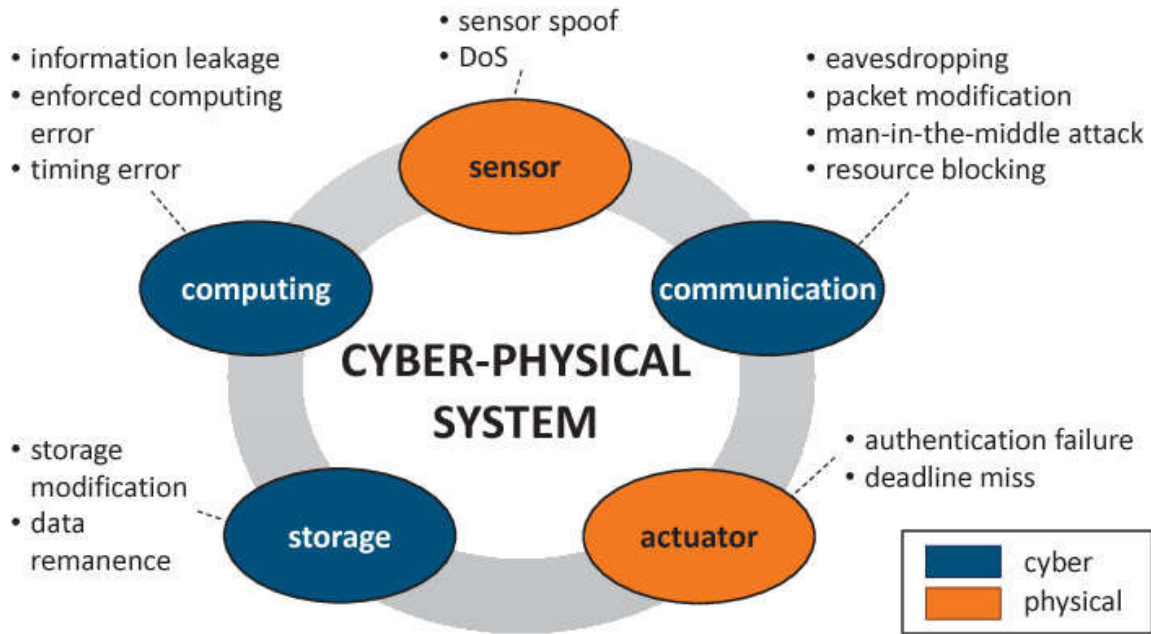 • sensor spoof
• DoS
• information leakage
• enforced computing
error
• timing error
• eavesdropping
• packet modification
• man-in-the-middle attack
• resource blocking
sensor
computing
communication
CYBER-PHYSICAL
SYSTEM
• storage
modification
• data
remanence
• authentication failure
• deadline miss
storage
actuator
cyber
physical